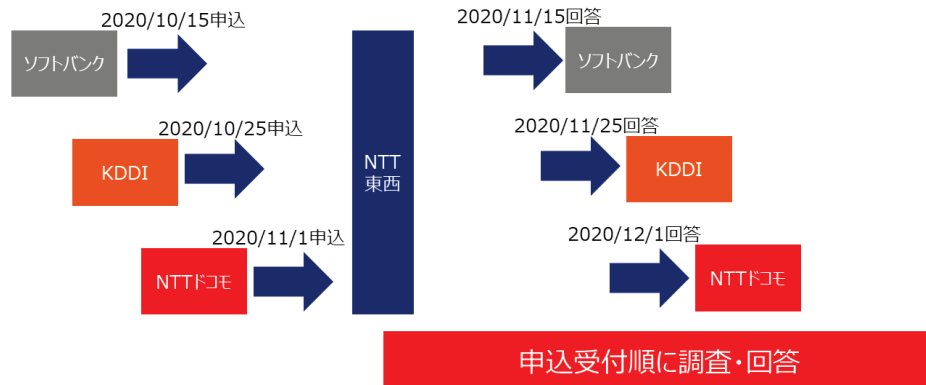 2020/10/15申込
ソフトバンク
2020/11/15回答
ソフトバンク
2020/10/25申込
KDDI
2020/11/25回答
KDDI
NTT
東西
2020/11/1申込
NTTドコモ
2020/12/1回答
NTTドコモ
申込受付順に調査・回答